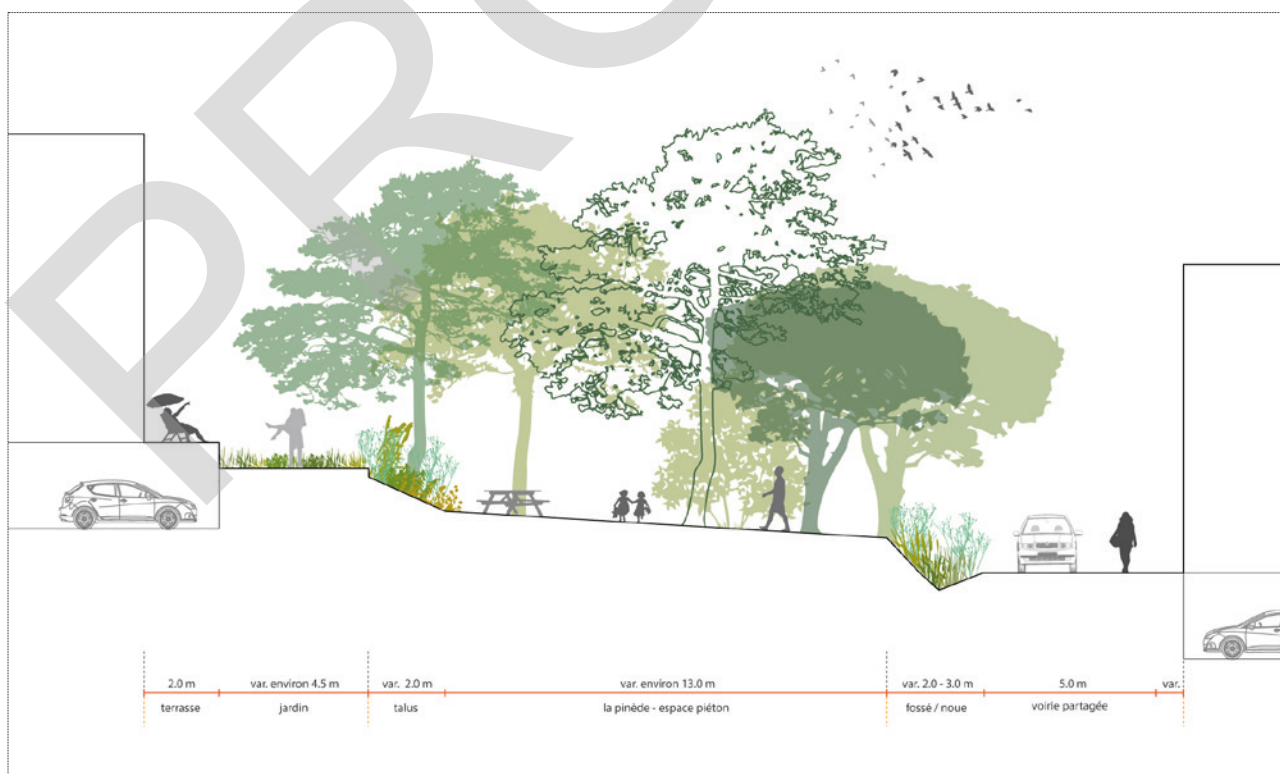 PRO
2.0 m
var. environ 4.5 m
var. 2.0 m
var. environ 13.0 m
var. 2.0 - 3.0 m
5.0 m
var.
terrasse
jardin
talus
la pinède - espace piéton
fossé / noue
voirie partagée